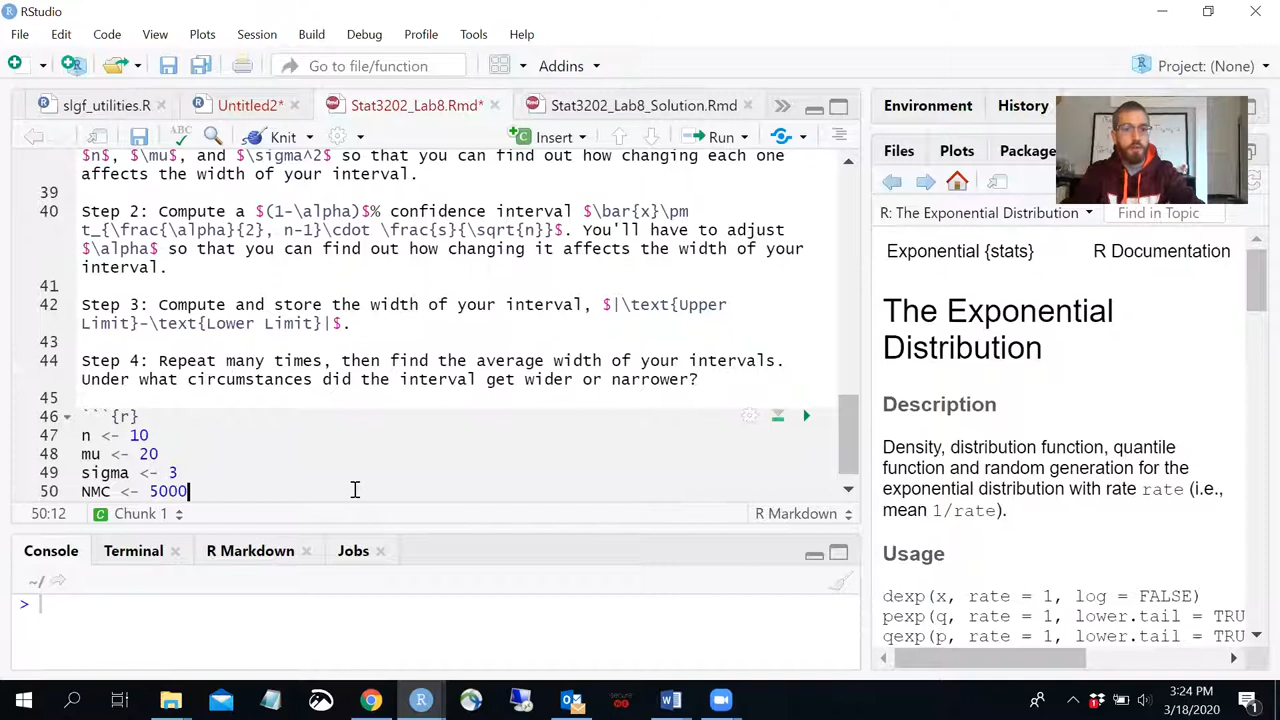 RStudio
File Edit Code View Plots Session Build Debug Profile Tools Help
Go to file/function Addins Project: (None)
slgf_utilities.R Untitled2* Stat3202_Lab8.Rmd* Stat3202_Lab8_Solution.Rmd
ABC Knit Insert Run
$n$, $\mu$, and $\sigma^2$ so that you can find out how changing each one
affects the width of your interval.
39
40 Step 2: Compute a $(1-\alpha)$% confidence interval $\bar{x}\pm
t_{\frac{\alpha}{2}, n-1}\cdot \frac{s}{\sqrt{n}}$. You'll have to adjust
$\alpha$ so that you can find out how changing it affects the width of your
interval.
41
42 Step 3: Compute and store the width of your interval, $|\text{Upper
Limit}-\text{Lower Limit}|$.
43
44 Step 4: Repeat many times, then find the average width of your intervals.
Under what circumstances did the interval get wider or narrower?
45
46 ```{r}
47 n <- 10
48 mu <- 20
49 sigma <- 3
50 NMC <- 5000
50:12 Chunk 1 R Markdown
Console Terminal R Markdown Jobs
~/
>
Environment History
Files Plots Package
R: The Exponential Distribution Find in Topic
Exponential {stats} R Documentation
The Exponential
Distribution
Description
Density, distribution function, quantile
function and random generation for the
exponential distribution with rate rate (i.e.,
mean 1/rate).
Usage
dexp(x, rate = 1, log = FALSE)
pexp(q, rate = 1, lower.tail = TRU
qexp(p, rate = 1, lower.tail = TRU
3:24 PM
3/18/2020